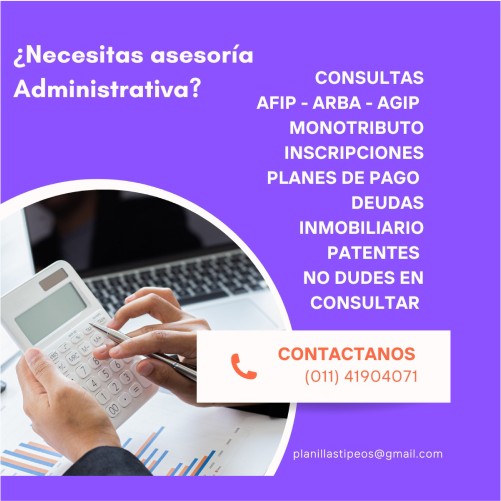 ¿Necesitas asesoría
Administrativa?
CONSULTAS
AFIP - ARBA - AGIP
MONOTRIBUTO
INSCRIPCIONES
PLANES DE PAGO
DEUDAS
INMOBILIARIO
PATENTES
NO DUDES EN
CONSULTAR
CONTACTANOS
(011) 41904071
planillastipeos@gmail.com